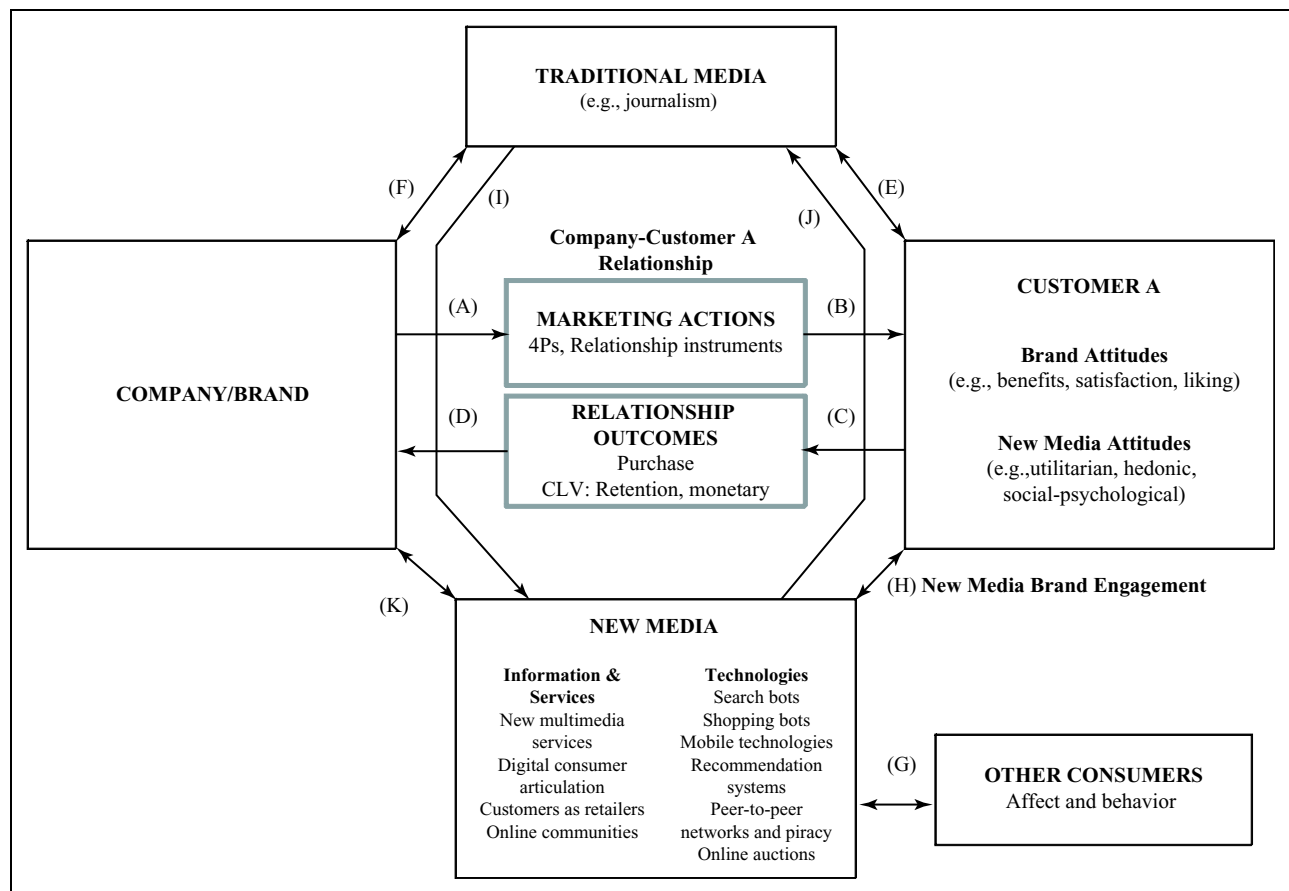 TRADITIONAL MEDIA
(e.g., journalism)
(F)
(I)
(J)
(E)
Company-Customer A
Relationship
COMPANY/BRAND
(A)
MARKETING ACTIONS
4Ps, Relationship instruments
(B)
(D)
RELATIONSHIP
OUTCOMES
Purchase
CLV: Retention, monetary
(C)
CUSTOMER A
Brand Attitudes
(e.g., benefits, satisfaction, liking)
New Media Attitudes
(e.g.,utilitarian, hedonic,
social-psychological)
(K)
(H) New Media Brand Engagement
NEW MEDIA
Information &
Services
New multimedia
services
Digital consumer
articulation
Customers as retailers
Online communities
Technologies
Search bots
Shopping bots
Mobile technologies
Recommendation
systems
Peer-to-peer
networks and piracy
Online auctions
(G)
OTHER CONSUMERS
Affect and behavior